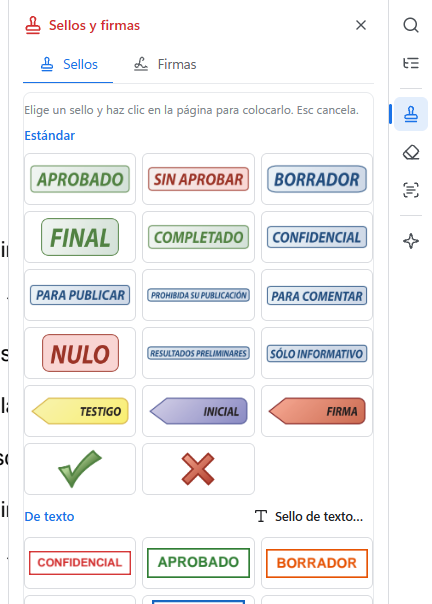 Sellos y firmas
Sellos Firmas
Elige un sello y haz clic en la página para colocarlo. Esc cancela.
Estándar
APROBADO SIN APROBAR BORRADOR
FINAL COMPLETADO CONFIDENCIAL
PARA PUBLICAR PROHIBIDA SU PUBLICACIÓN PARA COMENTAR
NULO RESULTADOS PRELIMINARES SÓLO INFORMATIVO
TESTIGO INICIAL FIRMA
De texto Sello de texto...
CONFIDENCIAL APROBADO BORRADOR